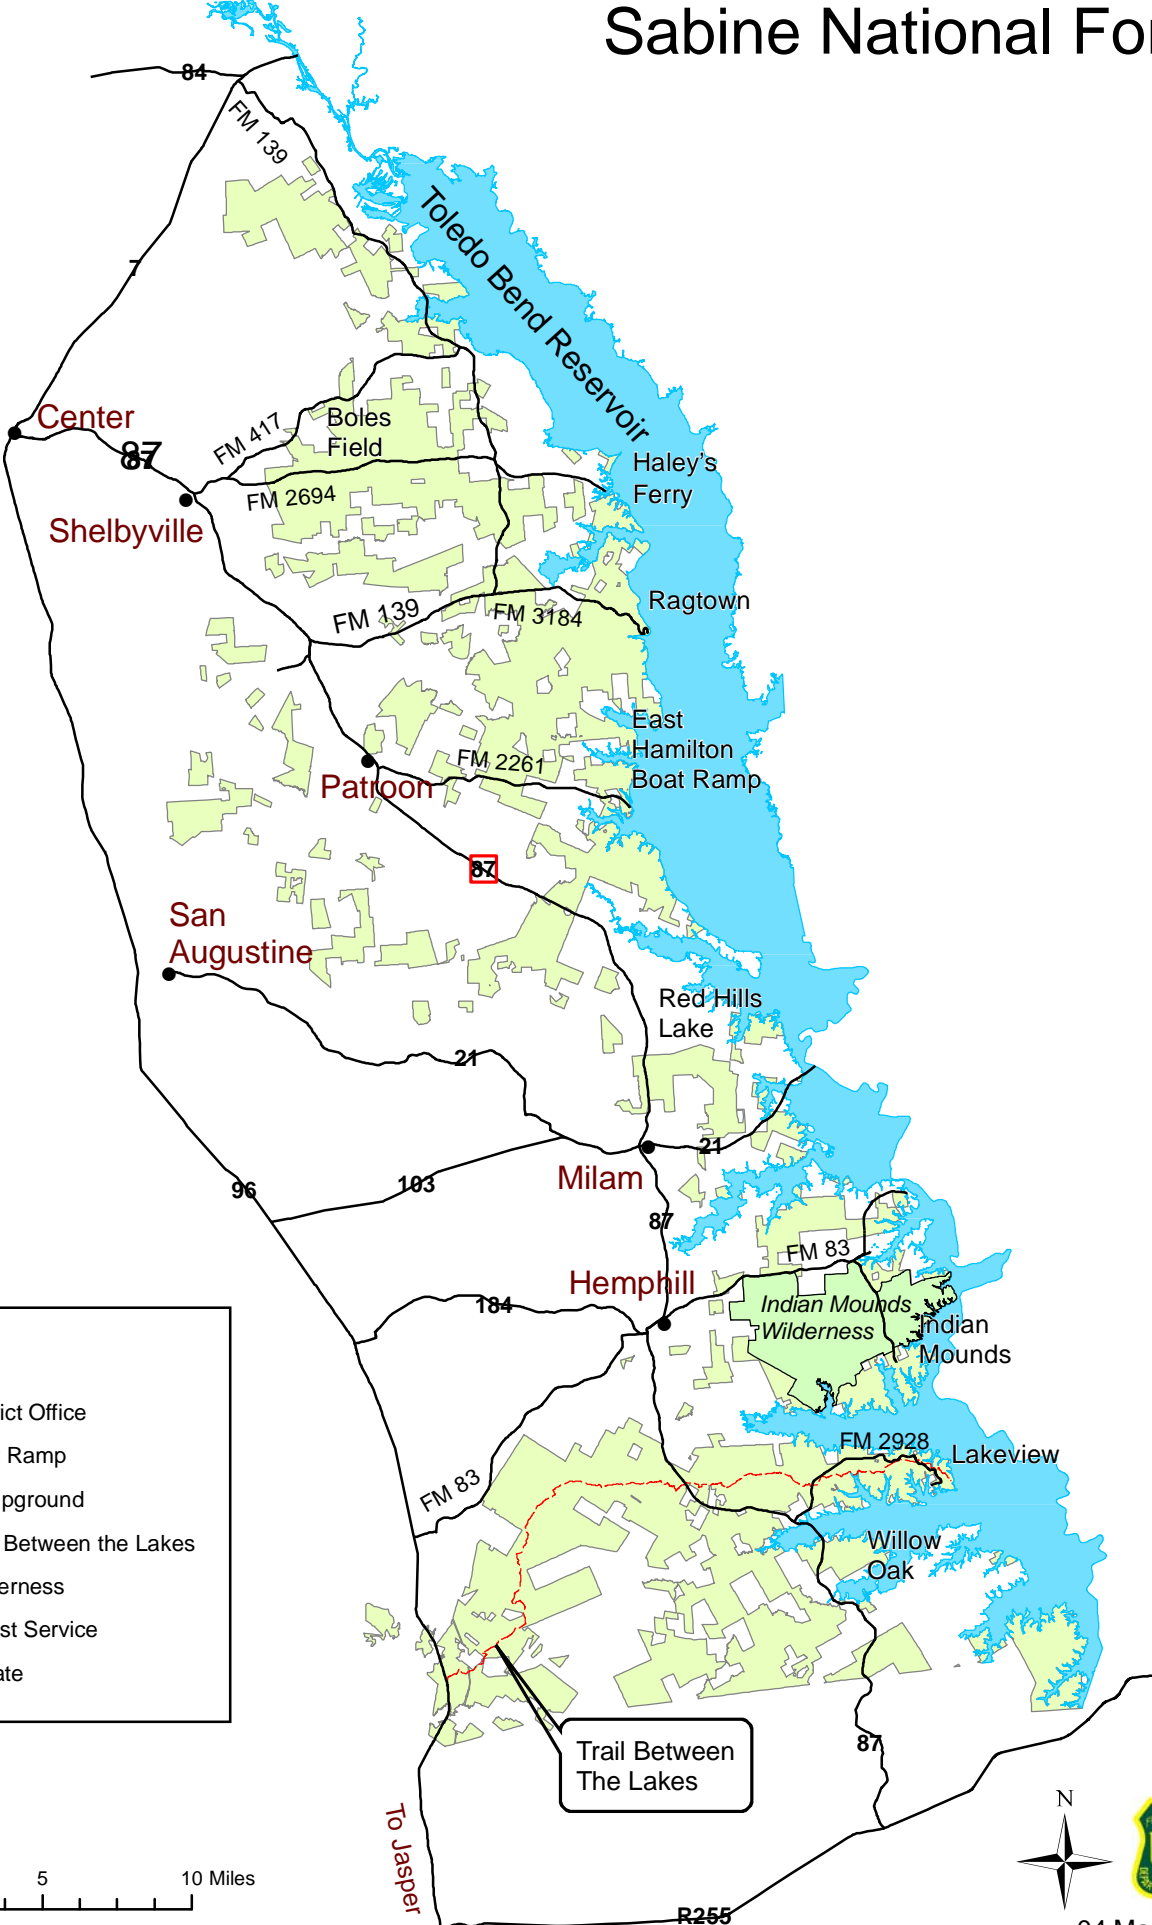 Sabine National For
84
FM 139
7
Toledo Bend Reservoir
Center
87
87
FM 417
Boles
Field
Haley's
Ferry
FM 2694
Shelbyville
Ragtown
FM 139
FM 3184
East
Hamilton
Boat Ramp
FM 2261
Patroon
87
San
Augustine
Red Hills
Lake
21
21
Milam
103
96
87
FM 83
Hemphill
184
Indian Mounds
Wilderness
Indian
Mounds
ict Office
Ramp
pground
Between the Lakes
erness
st Service
ate
FM 2928
Lakeview
FM 83
Willow
Oak
Trail Between
The Lakes
87
N
To Jasper
5
10 Miles
R255